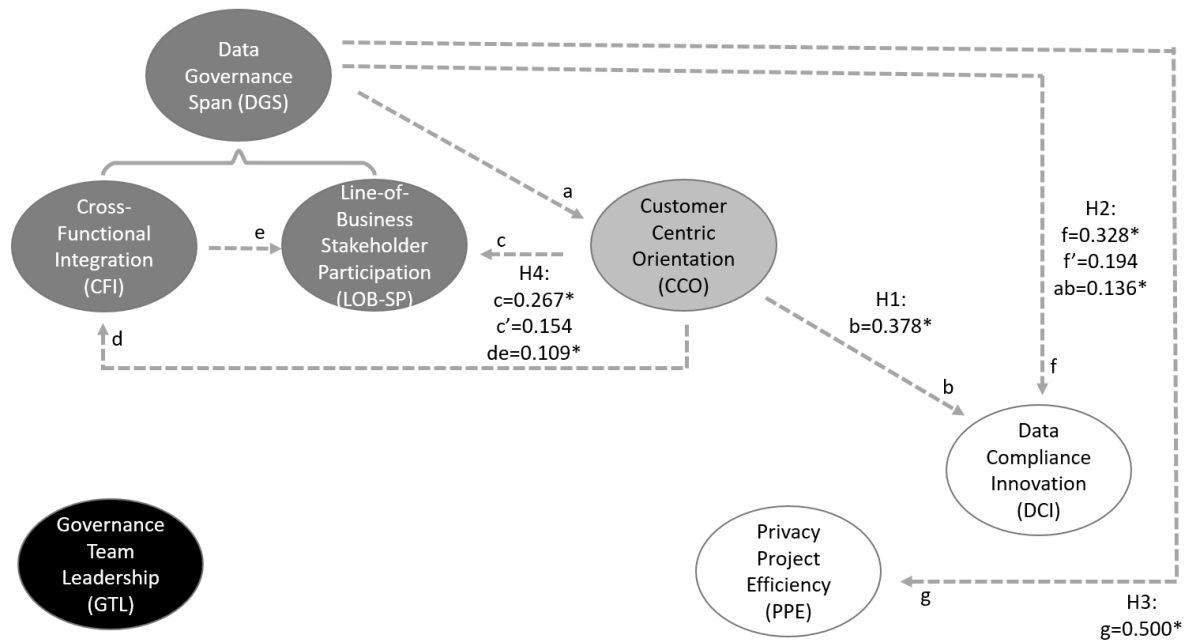 Data
Governance
Span (DGS)
Cross-
Functional
Integration
(CFI)
e
Line-of-
Business
Stakeholder
Participation
(LOB-SP)
a
c
H4:
c=0.267*
c’=0.154
de=0.109*
d
Customer
Centric
Orientation
(CCO)
H1:
b=0.378*
b
H2:
f=0.328*
f’=0.194
ab=0.136*
f
Data
Compliance
Innovation
(DCI)
Governance
Team
Leadership
(GTL)
Privacy
Project
Efficiency
(PPE)
g
H3:
g=0.500*